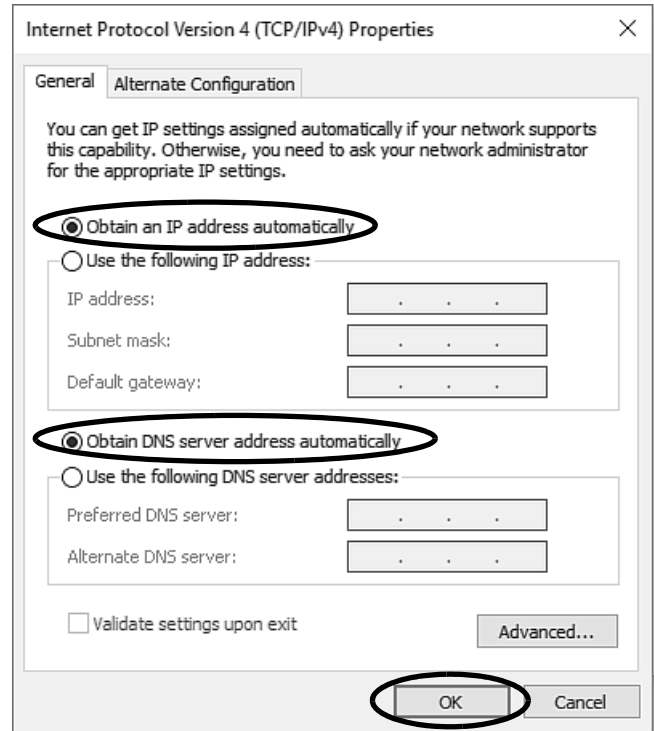 Internet Protocol Version 4 (TCP/IPv4) Properties
General
Alternate Configuration
You can get IP settings assigned automatically if your network supports
this capability. Otherwise, you need to ask your network administrator
for the appropriate IP settings.
Obtain an IP address automatically
Use the following IP address:
IP address:
Subnet mask:
Default gateway:
Obtain DNS server address automatically
Use the following DNS server addresses:
Preferred DNS server:
Alternate DNS server:
Validate settings upon exit
Advanced...
OK
Cancel